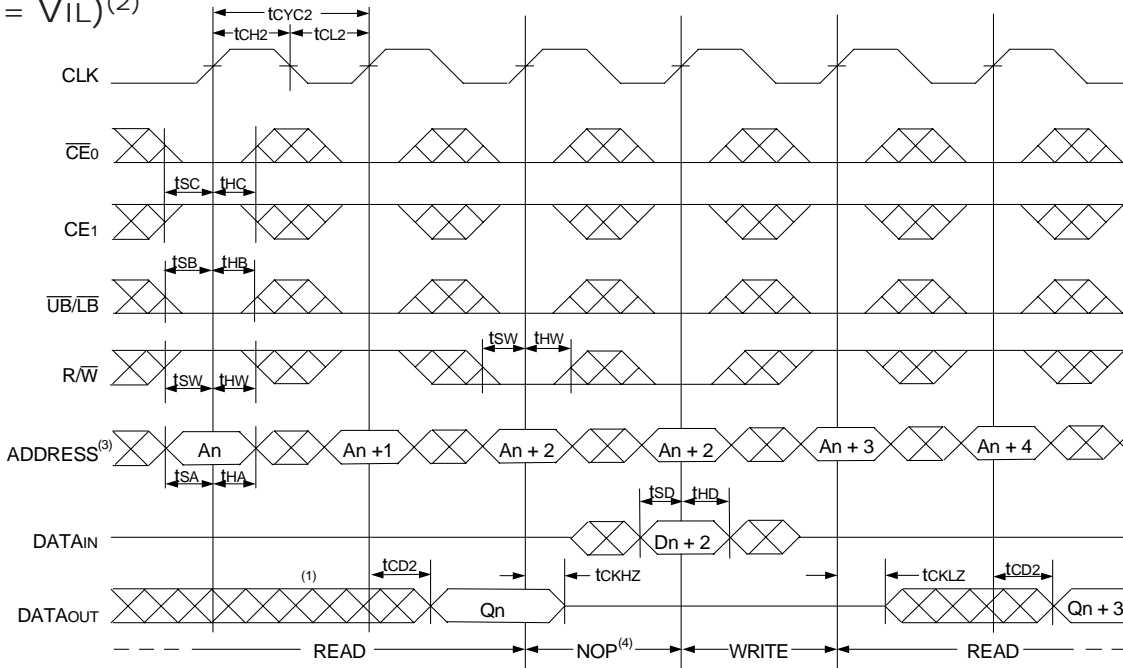 = VIL)(2)
tCYC2
tCH2 tCL2
CLK
CE0
tSC tHC
CE1
tSB tHB
UB/LB
tSW tHW
R/W
tSW tHW
ADDRESS(3) An An +1 An + 2 An + 2 An + 3 An + 4
tSA tHA
tSD tHD
DATAIN Dn + 2
(1) tCD2 tCKHZ tCKLZ tCD2
DATAOUT Qn Qn + 3
READ NOP(4) WRITE READ